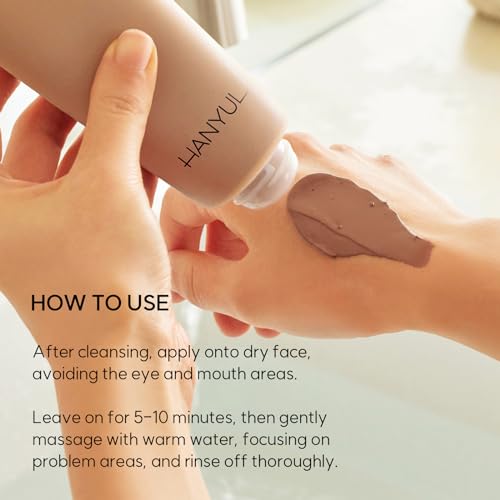 HANYUL
HOW TO USE
After cleansing, apply onto dry face,
avoiding the eye and mouth areas.
Leave on for 5–10 minutes, then gently
massage with warm water, focusing on
problem areas, and rinse off thoroughly.